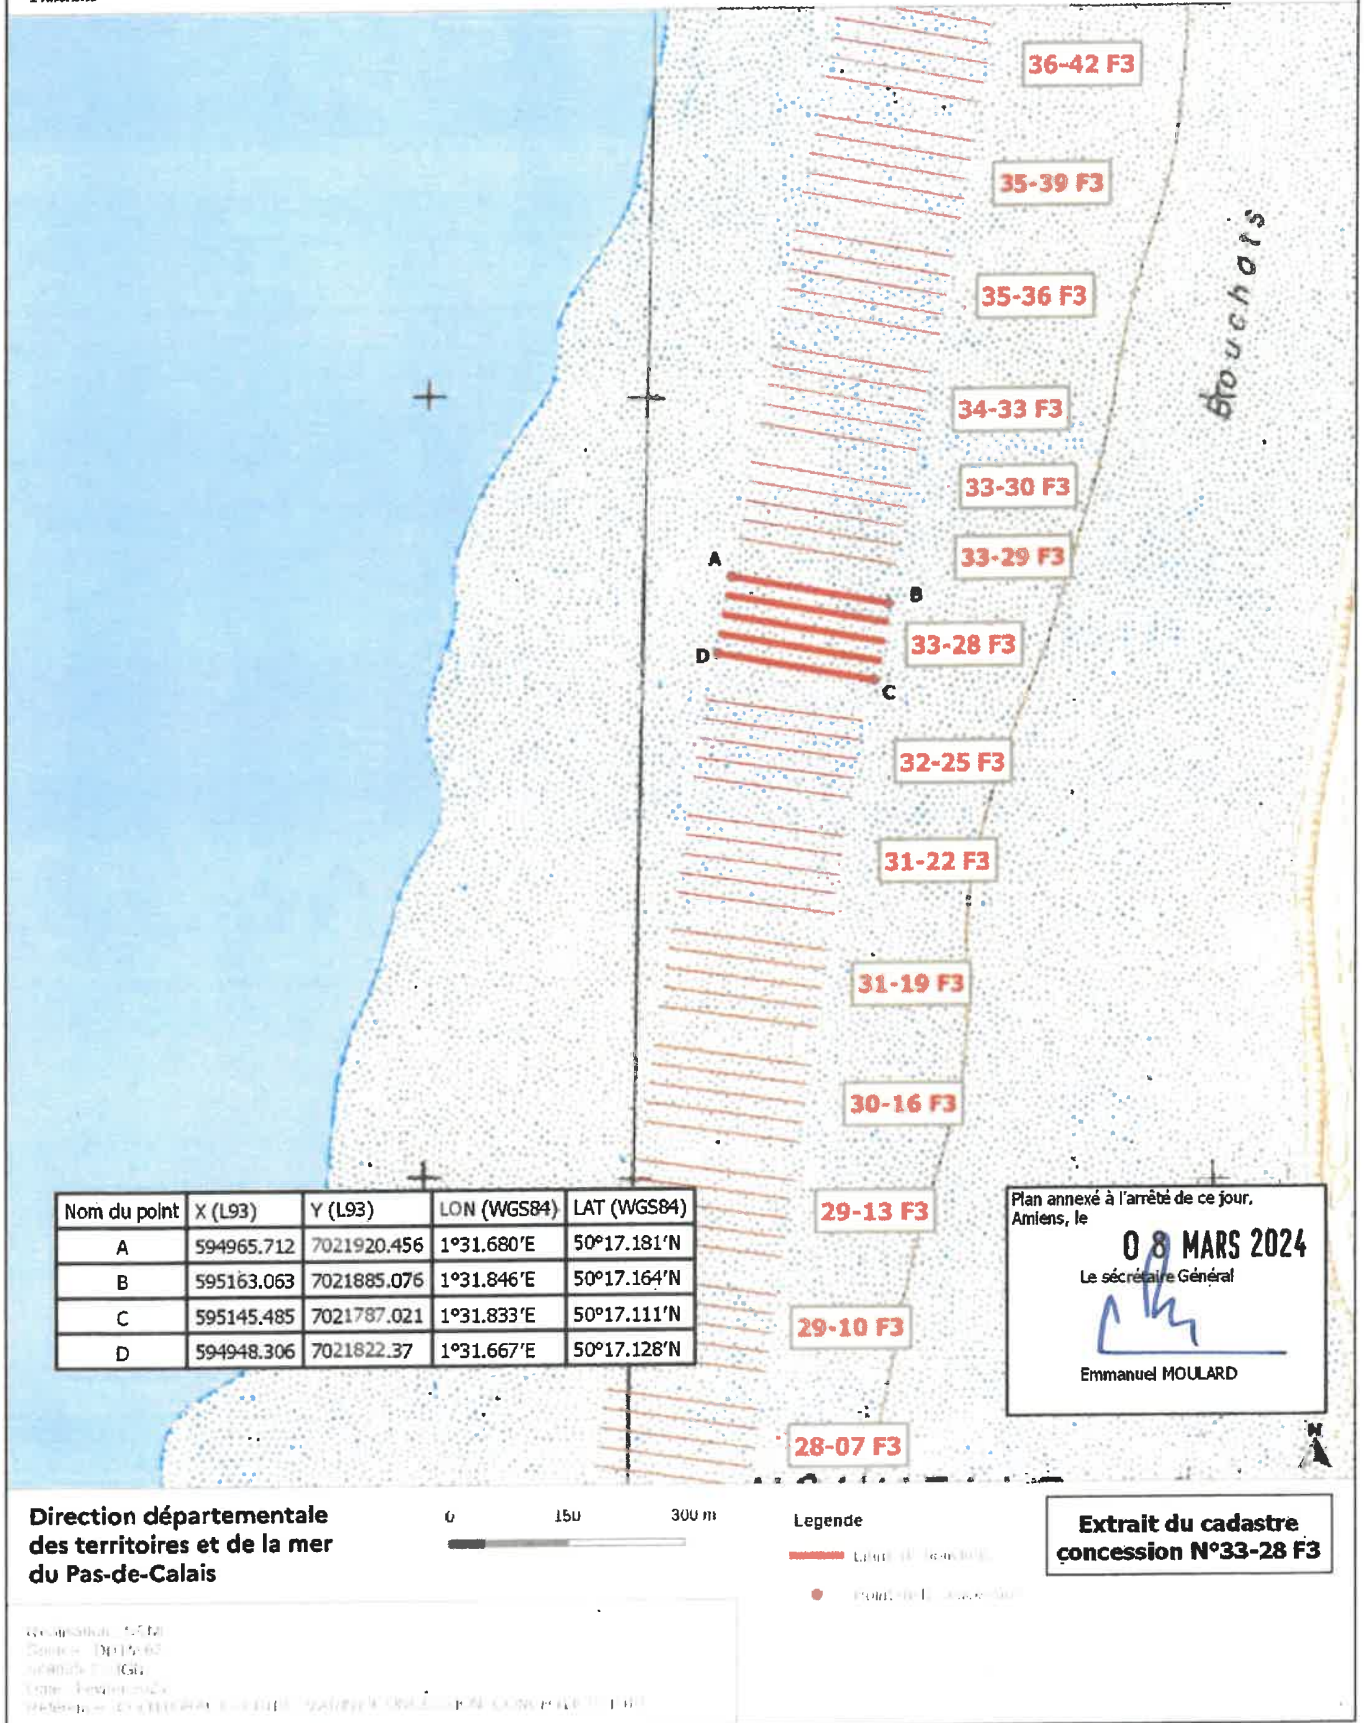 36-42 F3
35-39 F3
35-36 F3
Bouchots
34-33 F3
33-30 F3
33-29 F3
A
B
33-28 F3
D
C
32-25 F3
31-22 F3
31-19 F3
30-16 F3
29-13 F3
29-10 F3
28-07 F3
Nom du point X (L93) Y (L93) LON (WGS84) LAT (WGS84)
A 594965.712 7021920.456 1°31.680'E 50°17.181'N
B 595163.063 7021885.076 1°31.846'E 50°17.164'N
C 595145.485 7021787.021 1°31.833'E 50°17.111'N
D 594948.306 7021822.37 1°31.667'E 50°17.128'N
Plan annexé à l'arrêté de ce jour,
Amiens, le
0 8 MARS 2024
Le sécrétaire Général
Emmanuel MOULARD
N
Direction départementale
des territoires et de la mer
du Pas-de-Calais
0 150 300 m
Legende
Extrait du cadastre
concession N°33-28 F3